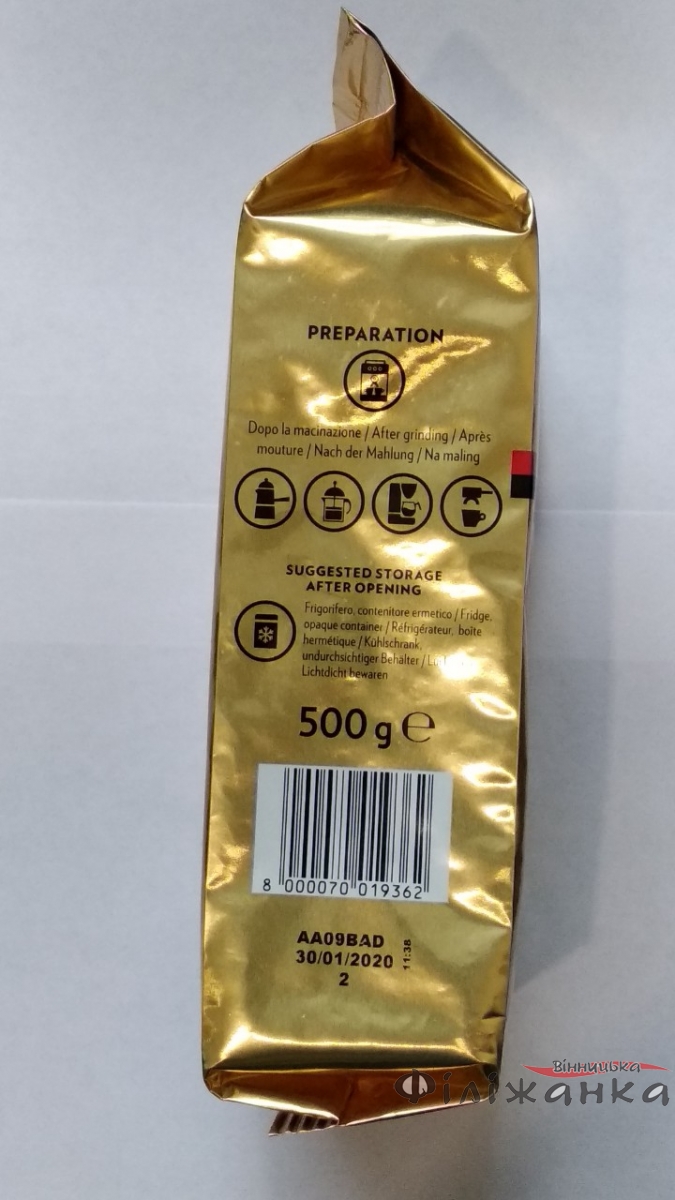 PREPARATION
Dopo la macinazione / After grinding / Après
mouture / Nach der Mahlung / Na maling
SUGGESTED STORAGE
AFTER OPENING
Frigorifero, contenitore ermetico / Fridge,
opaque container / Réfrigérateur, boîte
hermétique / Kühlschrank,
undurchsichtiger Behälter /
Lichtdicht bewaren
500 g e
8 000070 019362
AA09BAD
30/01/2020
11:38
2
Вінницька
Філіжанка